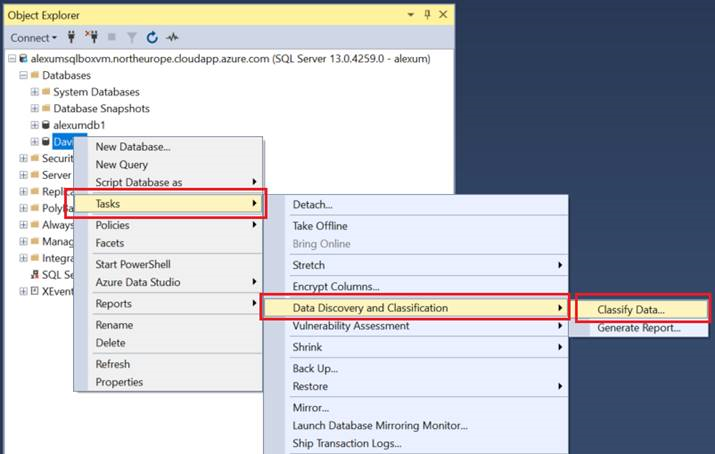 Object Explorer
Connect
alexumsqlboxvm.northeurope.cloudapp.azure.com (SQL Server 13.0.4259.0 - alexum)
Databases
System Databases
Database Snapshots
alexumdb1
Davi
Securit
Server
Replica
PolyBa
Always
Manag
Integra
SQL Se
XEvent
New Database...
New Query
Script Database as
Tasks
Policies
Facets
Start PowerShell
Azure Data Studio
Reports
Rename
Delete
Refresh
Properties
Detach...
Take Offline
Bring Online
Stretch
Encrypt Columns...
Data Discovery and Classification
Vulnerability Assessment
Shrink
Back Up...
Restore
Mirror...
Launch Database Mirroring Monitor...
Ship Transaction Logs...
Classify Data...
Generate Report...